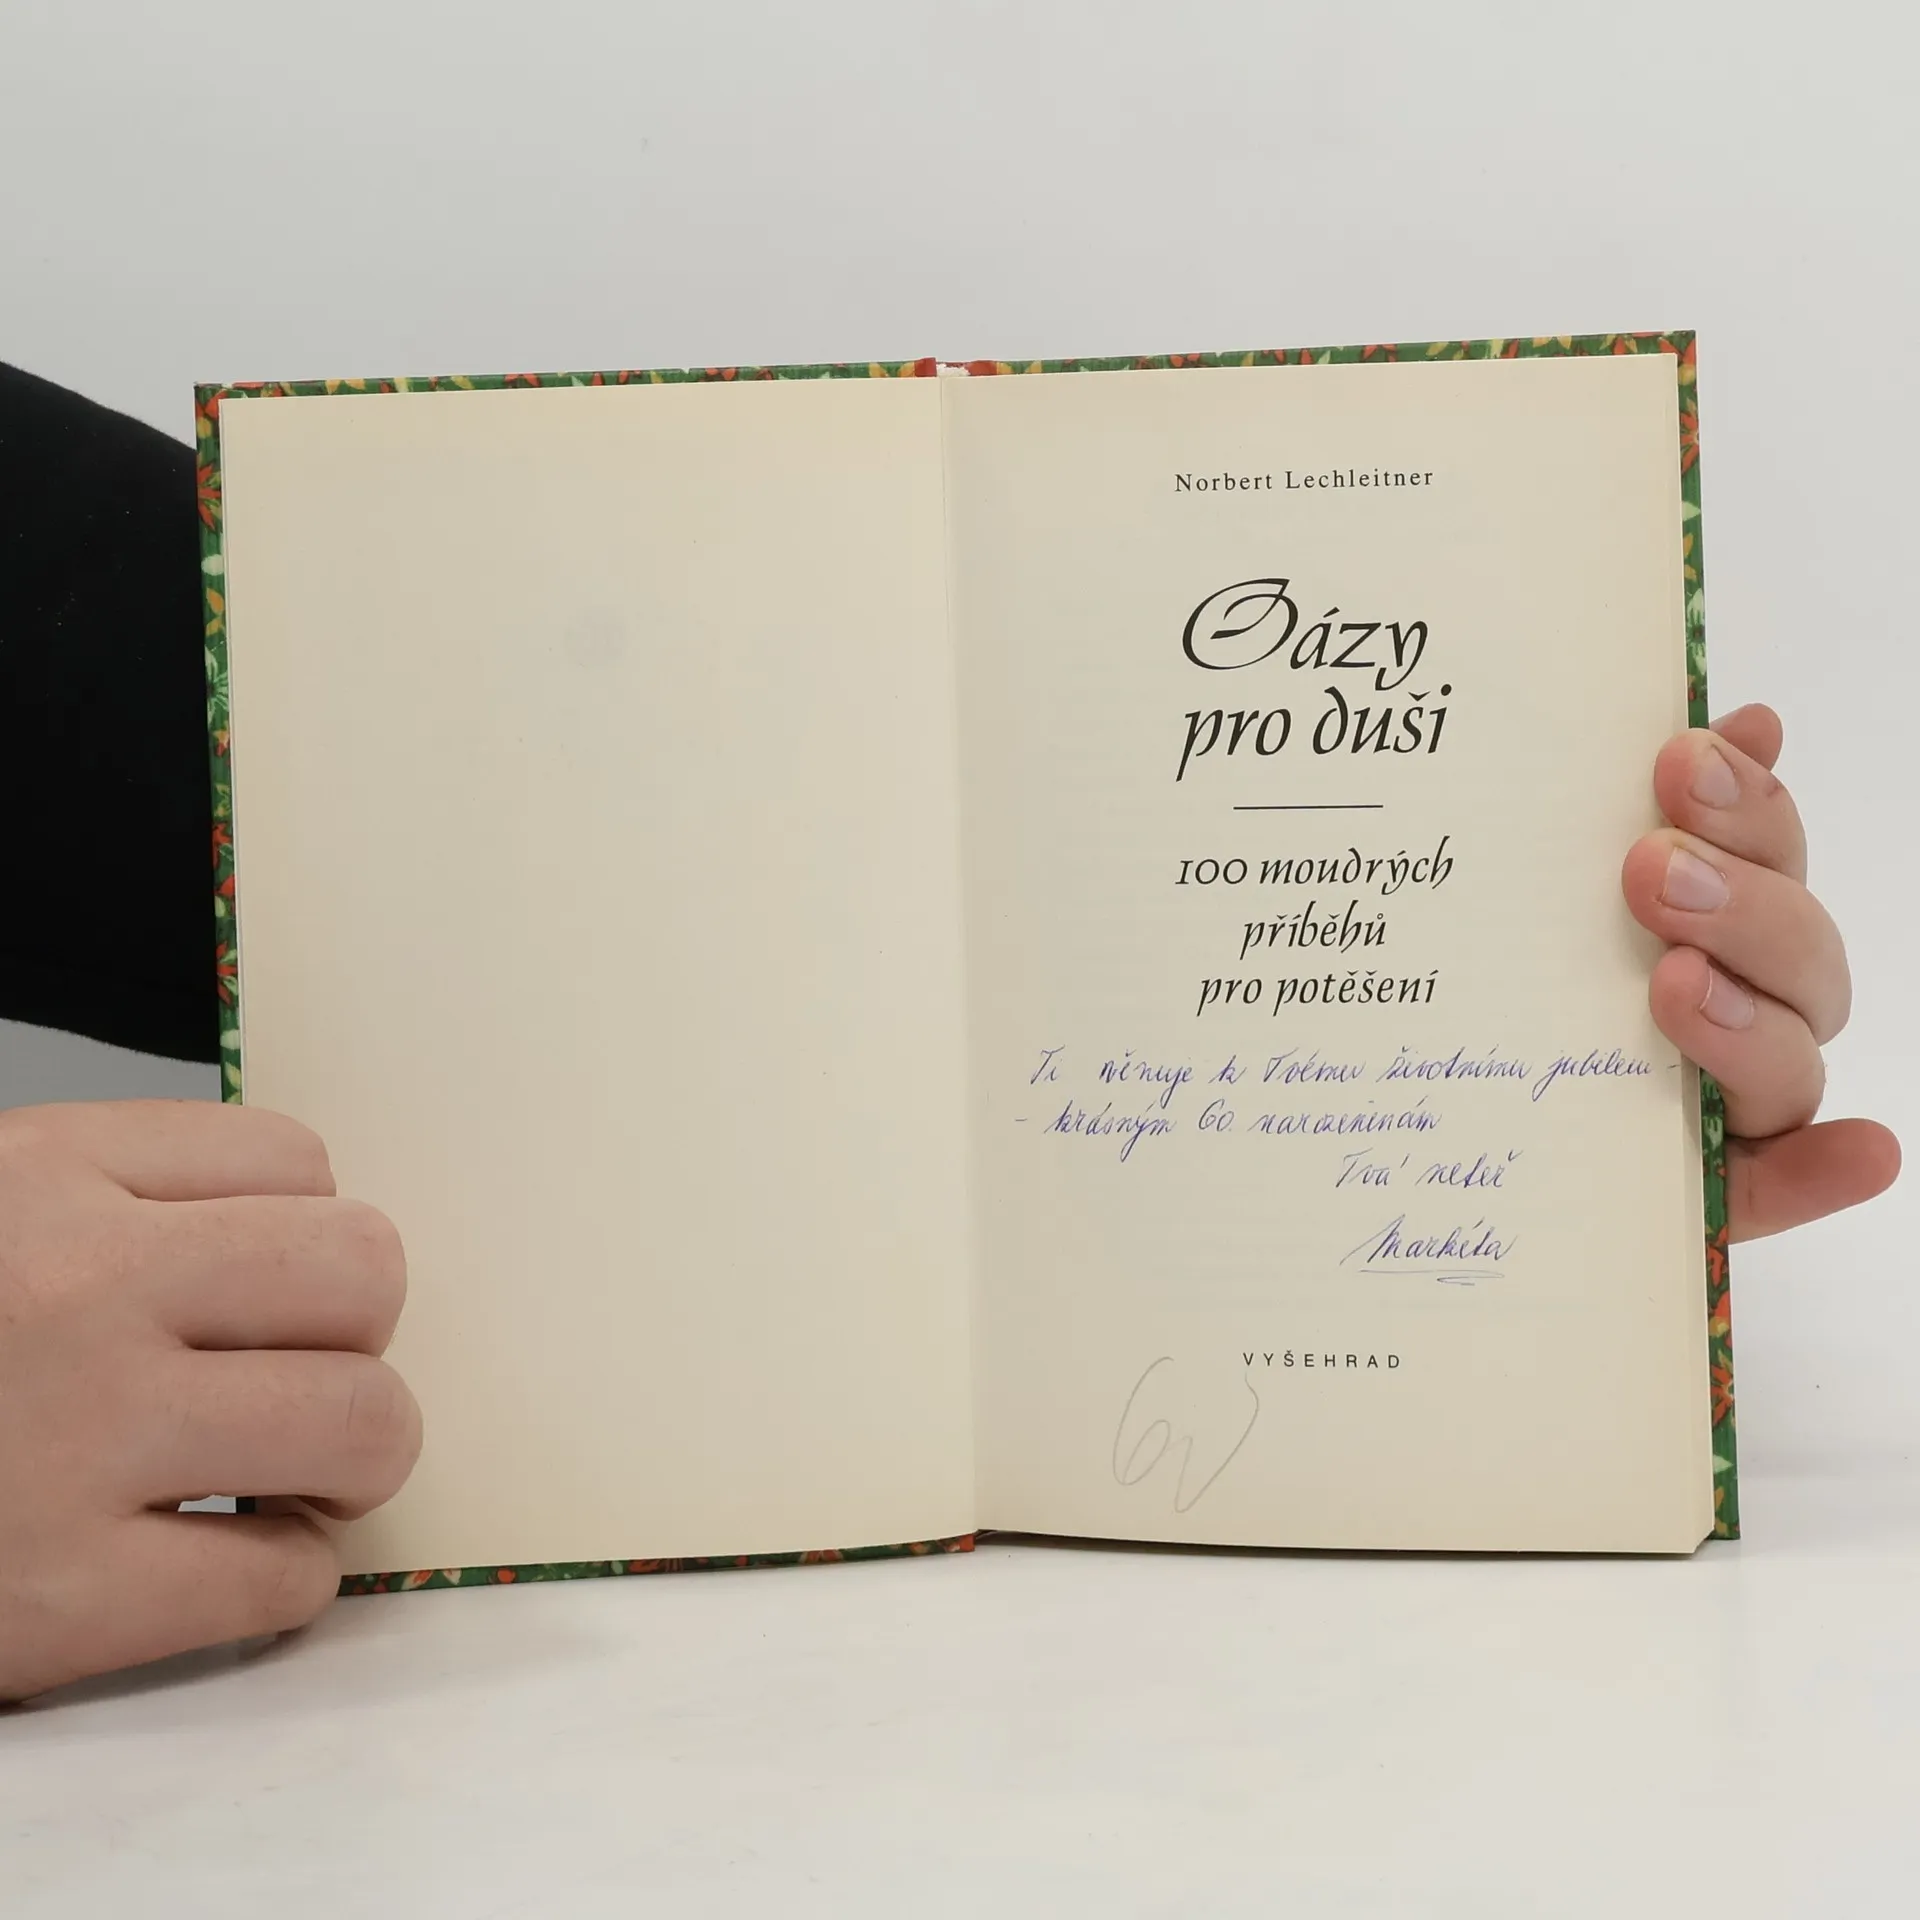 Norbert Lechleitner
Oázy
pro duši
100 moudrých
příběhů
pro potěšení
Ti věnuje k Tvému životnímu jubileu -
- krásným 60. narozeninám
Tvá neteř
Markéta
VYŠEHRAD